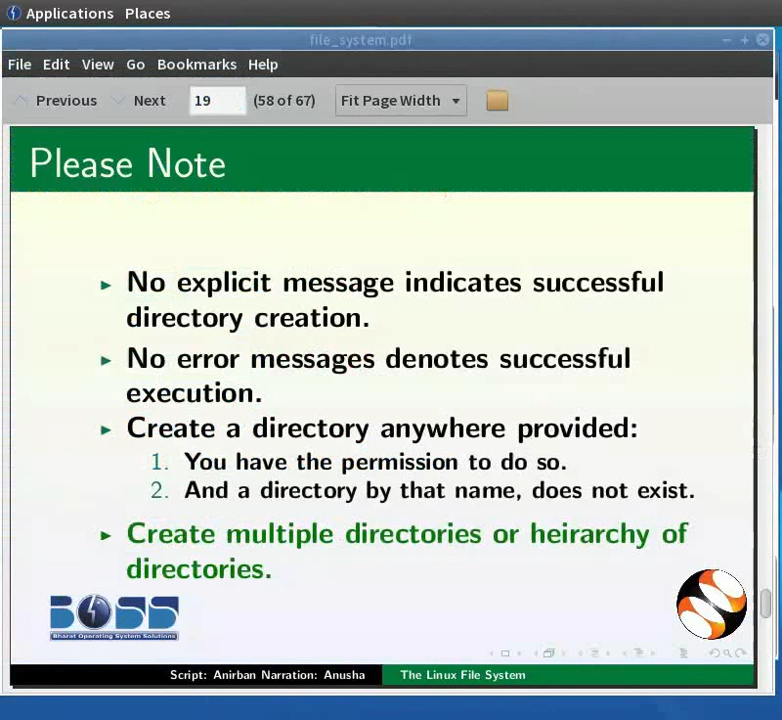 Applications Places
file_system.pdf
File Edit View Go Bookmarks Help
Previous Next 19 (58 of 67) Fit Page Width
Please Note
No explicit message indicates successful
directory creation.
No error messages denotes successful
execution.
Create a directory anywhere provided:
1. You have the permission to do so.
2. And a directory by that name, does not exist.
Create multiple directories or heirarchy of
directories.
BOSS
Bharat Operating System Solutions
Script: Anirban Narration: Anusha The Linux File System